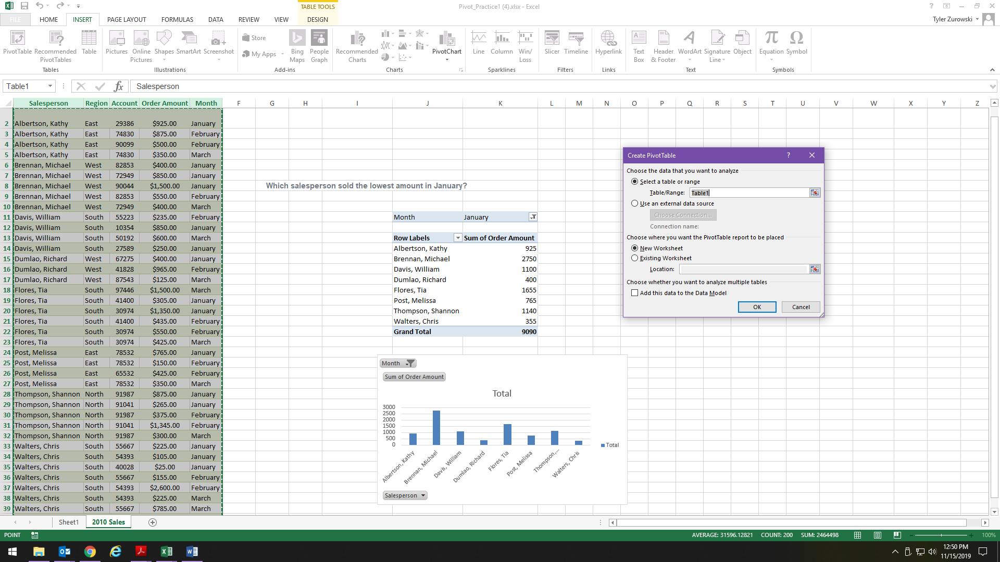 TABLE TOOLS
Pivot_Practice1 (4).xlsx - Excel
FILE HOME INSERT PAGE LAYOUT FORMULAS DATA REVIEW VIEW DESIGN
Tyler Zurowski
PivotTable
Recommended PivotTables
Table
Tables
Pictures
Online Pictures
Shapes
SmartArt
Screenshot
Illustrations
Store
My Apps
Bing Maps
People Graph
Add-ins
Recommended Charts
PivotChart
Charts
Line
Column
Win/ Loss
Sparklines
Slicer
Timeline
Filters
Hyperlink
Links
Text Box
Header & Footer
WordArt
Signature Line
Object
Text
Equation
Symbol
Symbols
Table1 fx Salesperson
Salesperson Region Account Order Amount Month F G H I J K L M N O P Q R S T U V W X Y Z
2 Albertson, Kathy East 29386 $925.00 January
3 Albertson, Kathy East 74830 $875.00 February
4 Albertson, Kathy East 90099 $500.00 February
5 Albertson, Kathy East 74830 $350.00 March
6 Brennan, Michael West 82853 $400.00 January
7 Brennan, Michael West 72949 $850.00 January
8 Brennan, Michael West 90044 $1,500.00 January
9 Brennan, Michael West 82853 $550.00 February
10 Brennan, Michael West 72949 $400.00 March
11 Davis, William South 55223 $235.00 February
12 Davis, William South 10354 $850.00 January
13 Davis, William South 50192 $600.00 March
14 Davis, William South 27589 $250.00 January
15 Dumlao, Richard West 67275 $400.00 January
16 Dumlao, Richard West 41828 $965.00 February
17 Dumlao, Richard West 87543 $125.00 March
18 Flores, Tia South 97446 $1,500.00 March
19 Flores, Tia South 41400 $305.00 January
20 Flores, Tia South 30974 $1,350.00 January
21 Flores, Tia South 41400 $435.00 February
22 Flores, Tia South 30974 $550.00 February
23 Flores, Tia South 30974 $425.00 March
24 Post, Melissa East 78532 $765.00 January
25 Post, Melissa East 78532 $150.00 February
26 Post, Melissa East 65532 $425.00 February
27 Post, Melissa East 78532 $350.00 March
28 Thompson, Shannon North 91987 $875.00 January
29 Thompson, Shannon North 91041 $265.00 January
30 Thompson, Shannon North 91987 $375.00 February
31 Thompson, Shannon North 91041 $1,345.00 February
32 Thompson, Shannon North 91987 $300.00 March
33 Walters, Chris South 55667 $225.00 January
34 Walters, Chris South 54393 $105.00 January
35 Walters, Chris South 40028 $25.00 January
36 Walters, Chris South 55667 $155.00 February
37 Walters, Chris South 54393 $2,600.00 February
38 Walters, Chris South 54393 $225.00 March
39 Walters, Chris South 55667 $785.00 March
Which salesperson sold the lowest amount in January?
Month January
Row Labels Sum of Order Amount
Albertson, Kathy 925
Brennan, Michael 2750
Davis, William 1100
Dumlao, Richard 400
Flores, Tia 1655
Post, Melissa 765
Thompson, Shannon 1140
Walters, Chris 355
Grand Total 9090
Month
Sum of Order Amount
Total
3000
2500
2000
1500
1000
500
0
Albertson, Kathy
Brennan, Michael
Davis, William
Dumlao, Richard
Flores, Tia
Post, Melissa
Thompson,...
Walters, Chris
Total
Salesperson
Create PivotTable ?
Choose the data that you want to analyze
Select a table or range
Table/Range: Table1
Use an external data source
Choose Connection...
Connection name:
Choose where you want the PivotTable report to be placed
New Worksheet
Existing Worksheet
Location:
Choose whether you want to analyze multiple tables
Add this data to the Data Model
OK Cancel
Sheet1 2010 Sales
POINT AVERAGE: 31596.12821 COUNT: 200 SUM: 2464498 100%
12:50 PM
11/15/2019